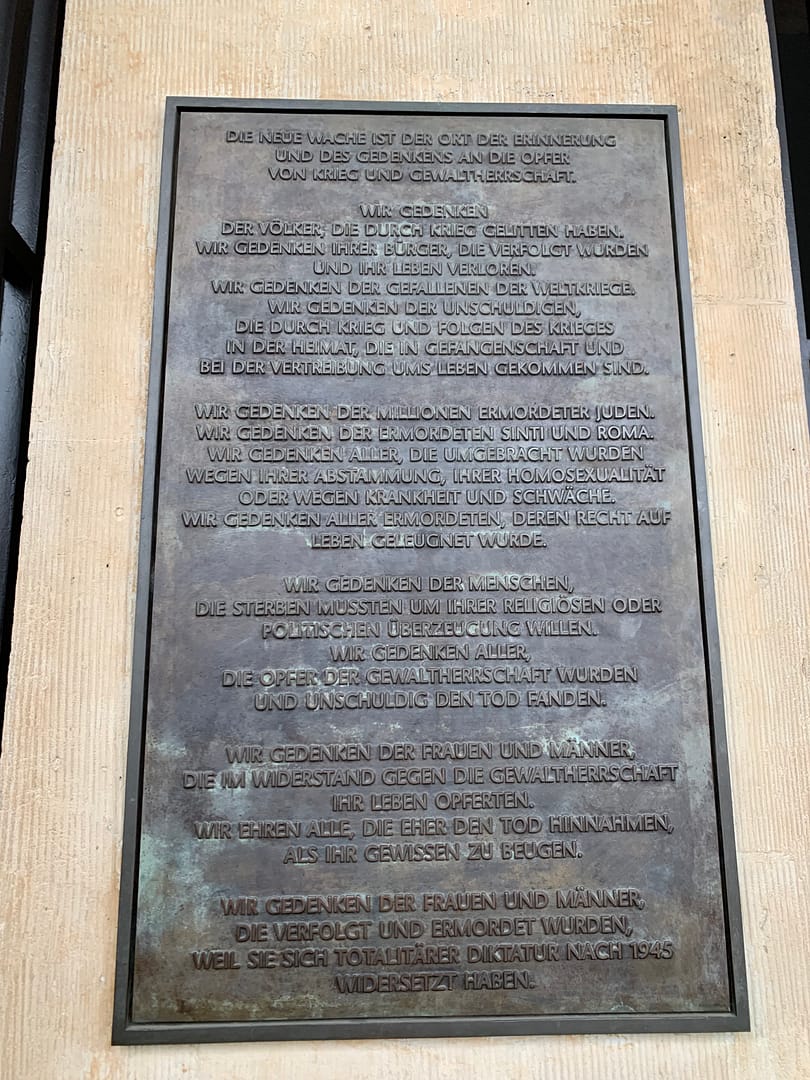 DIE NEUE WACHE IST DER ORT DER ERINNERUNG
UND DES GEDENKENS AN DIE OPFER
VON KRIEG UND GEWALTHERRSCHAFT.
WIR GEDENKEN
DER VÖLKER, DIE DURCH KRIEG GELITTEN HABEN.
WIR GEDENKEN IHRER BÜRGER, DIE VERFOLGT WURDEN
UND IHR LEBEN VERLOREN.
WIR GEDENKEN DER GEFALLENEN DER WELTKRIEGE.
WIR GEDENKEN DER UNSCHULDIGEN,
DIE DURCH KRIEG UND FOLGEN DES KRIEGES
IN DER HEIMAT, DIE IN GEFANGENSCHAFT UND
BEI DER VERTREIBUNG UMS LEBEN GEKOMMEN SIND.
WIR GEDENKEN DER MILLIONEN ERMORDETER JUDEN.
WIR GEDENKEN DER ERMORDETEN SINTI UND ROMA.
WIR GEDENKEN ALLER, DIE UMGEBRACHT WURDEN
WEGEN IHRER ABSTAMMUNG, IHRER HOMOSEXUALITÄT
ODER WEGEN KRANKHEIT UND SCHWÄCHE.
WIR GEDENKEN ALLER ERMORDETEN, DEREN RECHT AUF
LEBEN GELEUGNET WURDE.
WIR GEDENKEN DER MENSCHEN,
DIE STERBEN MUSSTEN UM IHRER RELIGIÖSEN ODER
POLITISCHEN ÜBERZEUGUNG WILLEN.
WIR GEDENKEN ALLER,
DIE OPFER DER GEWALTHERRSCHAFT WURDEN
UND UNSCHULDIG DEN TOD FANDEN.
WIR GEDENKEN DER FRAUEN UND MÄNNER,
DIE IM WIDERSTAND GEGEN DIE GEWALTHERRSCHAFT
IHR LEBEN OPFERTEN.
WIR EHREN ALLE, DIE EHER DEN TOD HINNAHMEN,
ALS IHR GEWISSEN ZU BEUGEN.
WIR GEDENKEN DER FRAUEN UND MÄNNER,
DIE VERFOLGT UND ERMORDET WURDEN,
WEIL SIE SICH TOTALITÄRER DIKTATUR NACH 1945
WIDERSETZT HABEN.